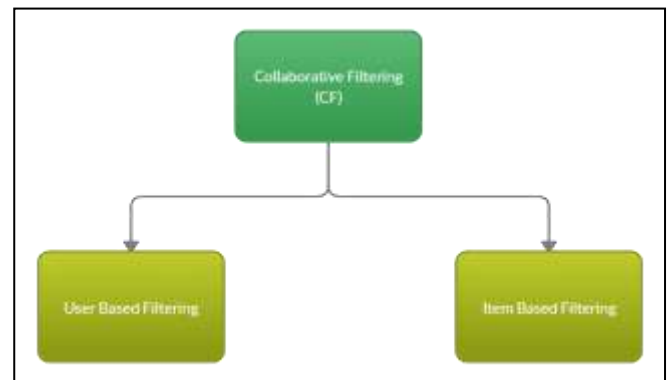 Collaborative Filtering
(CF)
User Based Filtering
Item Based Filtering